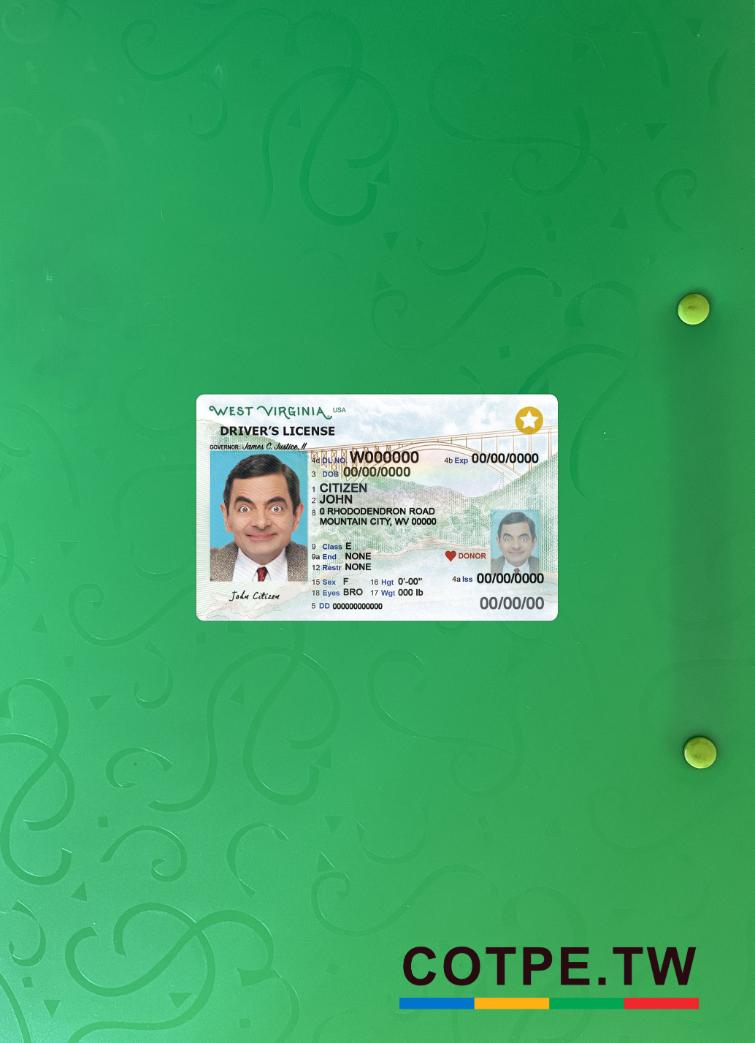 WEST VIRGINIA USA
DRIVER'S LICENSE
GOVERNOR: James C. Justice, II
4d DL NO. W000000 4b Exp 00/00/0000
3 DOB 00/00/0000
1 CITIZEN
2 JOHN
8 0 RHODODENDRON ROAD
MOUNTAIN CITY, WV 00000
9 Class E
9a End NONE DONOR
12 Restr NONE
15 Sex F 16 Hgt 0'-00" 4a Iss 00/00/0000
18 Eyes BRO 17 Wgt 000 lb
John Citizen
5 DD 000000000000 00/00/00
COTPE.TW